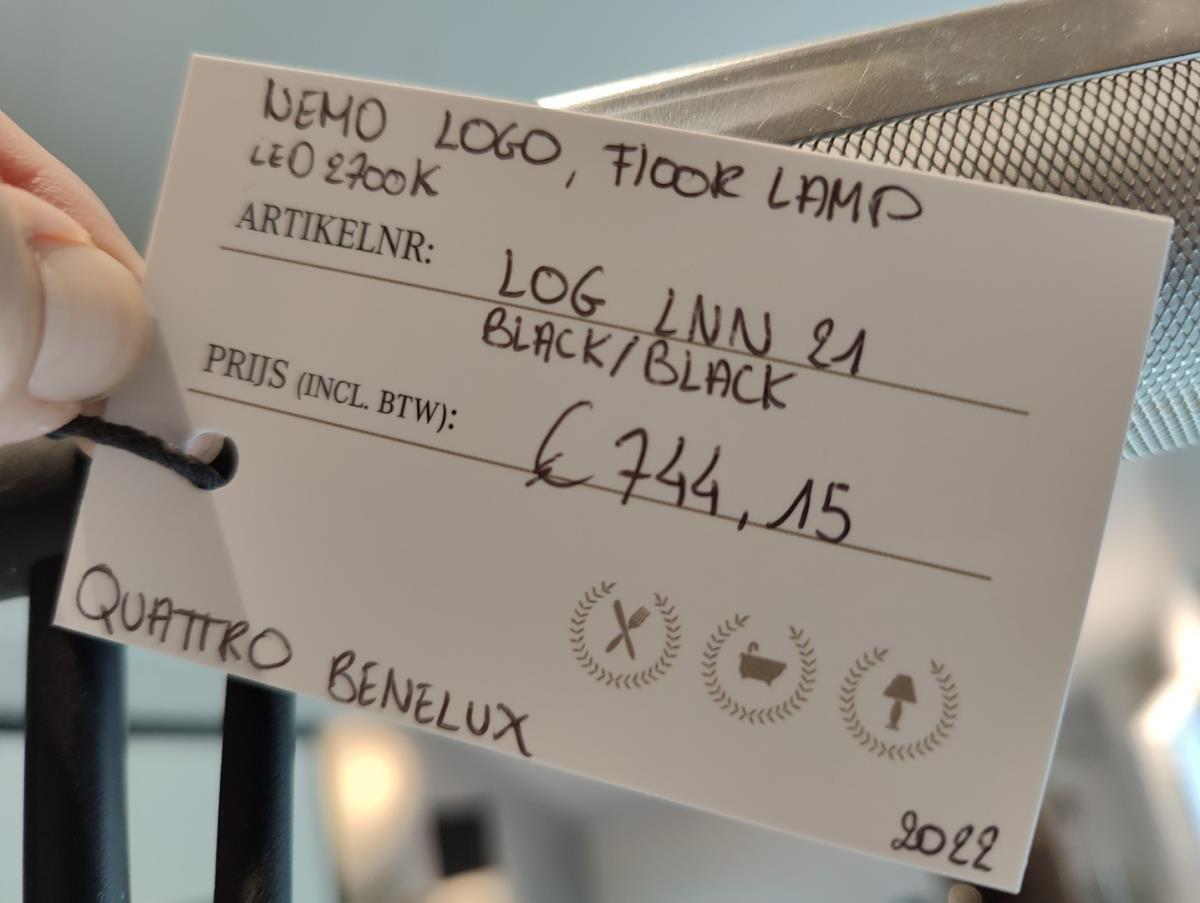 NEMO LOGO, FlOOR LAMP
LED 2700K
ARTIKELNR: LOG LNN 21
BLACK/BLACK
PRIJS (INCL. BTW): € 744,15
QUATTRO BENELUX
2022